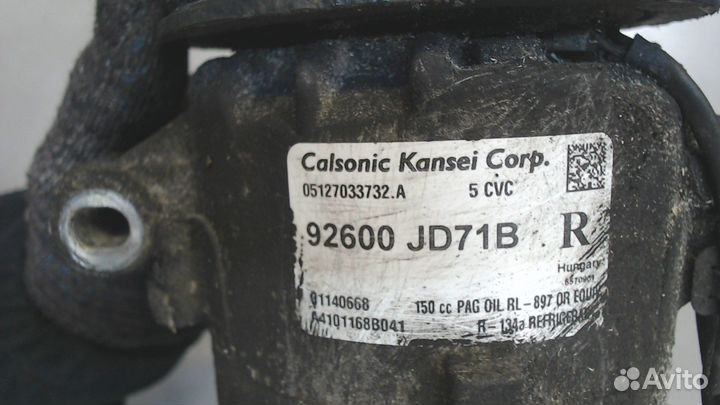 Calsonic Kansei Corp.
05127033732.A 5 CVC
92600 JD71B R
Hungary
01140668 150 cc PAG OIL RL-897 OR EQUI
A4101168B041 R-134a
Avito